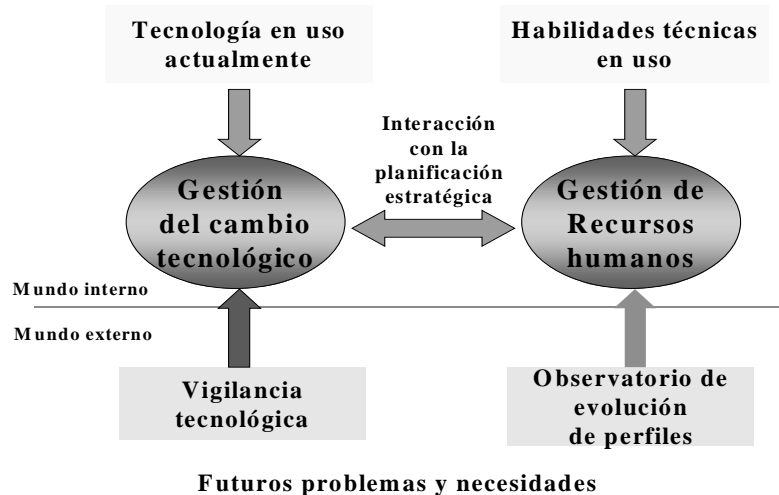 Tecnología en uso
actualmente
Habilidades técnicas
en uso
Interacción
con la
planificación
estratégica
Gestión
del cambio
tecnológico
Gestión de
Recursos
humanos
Mundo interno
Mundo externo
Vigilancia
tecnológica
Observatorio de
evolución
de perfiles
Futuros problemas y necesidades